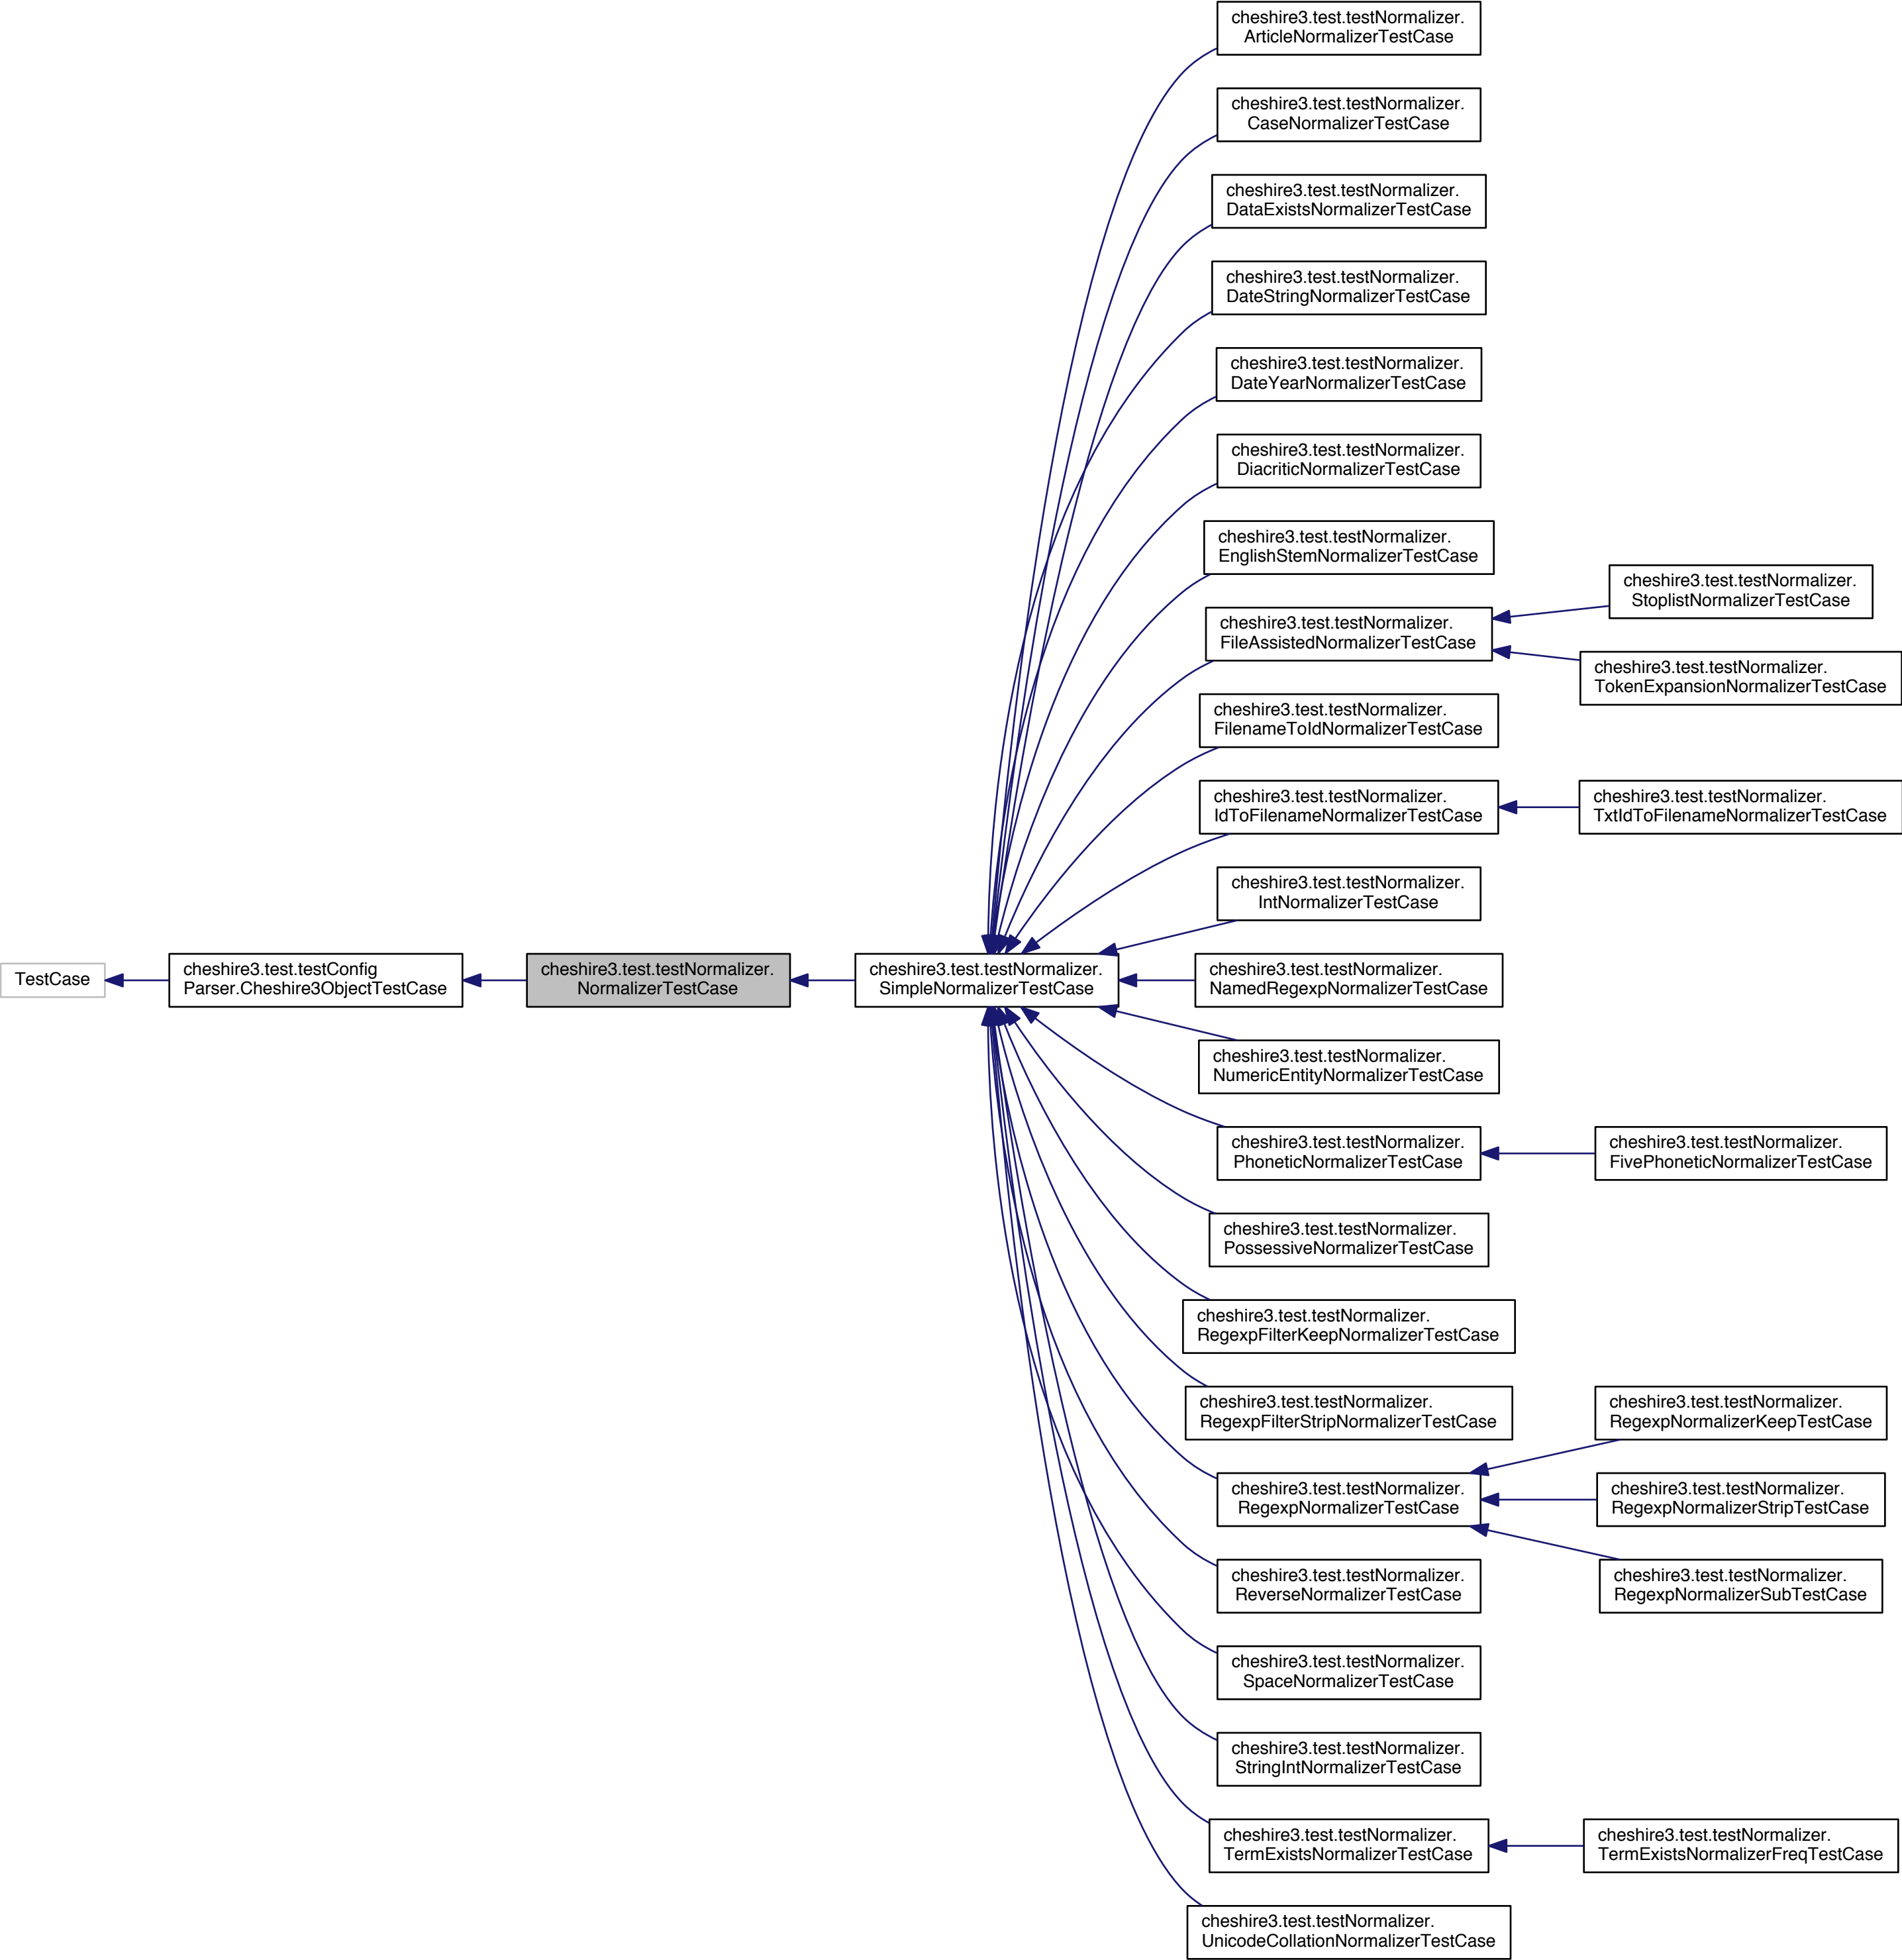 TestCase
cheshire3.test.testConfig
Parser.Cheshire3ObjectTestCase
cheshire3.test.testNormalizer.
NormalizerTestCase
cheshire3.test.testNormalizer.
SimpleNormalizerTestCase
cheshire3.test.testNormalizer.
ArticleNormalizerTestCase
cheshire3.test.testNormalizer.
CaseNormalizerTestCase
cheshire3.test.testNormalizer.
DataExistsNormalizerTestCase
cheshire3.test.testNormalizer.
DateStringNormalizerTestCase
cheshire3.test.testNormalizer.
DateYearNormalizerTestCase
cheshire3.test.testNormalizer.
DiacriticNormalizerTestCase
cheshire3.test.testNormalizer.
EnglishStemNormalizerTestCase
cheshire3.test.testNormalizer.
FileAssistedNormalizerTestCase
cheshire3.test.testNormalizer.
FilenameToIdNormalizerTestCase
cheshire3.test.testNormalizer.
IdToFilenameNormalizerTestCase
cheshire3.test.testNormalizer.
IntNormalizerTestCase
cheshire3.test.testNormalizer.
NamedRegexpNormalizerTestCase
cheshire3.test.testNormalizer.
NumericEntityNormalizerTestCase
cheshire3.test.testNormalizer.
PhoneticNormalizerTestCase
cheshire3.test.testNormalizer.
PossessiveNormalizerTestCase
cheshire3.test.testNormalizer.
RegexpFilterKeepNormalizerTestCase
cheshire3.test.testNormalizer.
RegexpFilterStripNormalizerTestCase
cheshire3.test.testNormalizer.
RegexpNormalizerTestCase
cheshire3.test.testNormalizer.
ReverseNormalizerTestCase
cheshire3.test.testNormalizer.
SpaceNormalizerTestCase
cheshire3.test.testNormalizer.
StringIntNormalizerTestCase
cheshire3.test.testNormalizer.
TermExistsNormalizerTestCase
cheshire3.test.testNormalizer.
UnicodeCollationNormalizerTestCase
cheshire3.test.testNormalizer.
StoplistNormalizerTestCase
cheshire3.test.testNormalizer.
TokenExpansionNormalizerTestCase
cheshire3.test.testNormalizer.
TxtIdToFilenameNormalizerTestCase
cheshire3.test.testNormalizer.
FivePhoneticNormalizerTestCase
cheshire3.test.testNormalizer.
RegexpNormalizerKeepTestCase
cheshire3.test.testNormalizer.
RegexpNormalizerStripTestCase
cheshire3.test.testNormalizer.
RegexpNormalizerSubTestCase
cheshire3.test.testNormalizer.
TermExistsNormalizerFreqTestCase